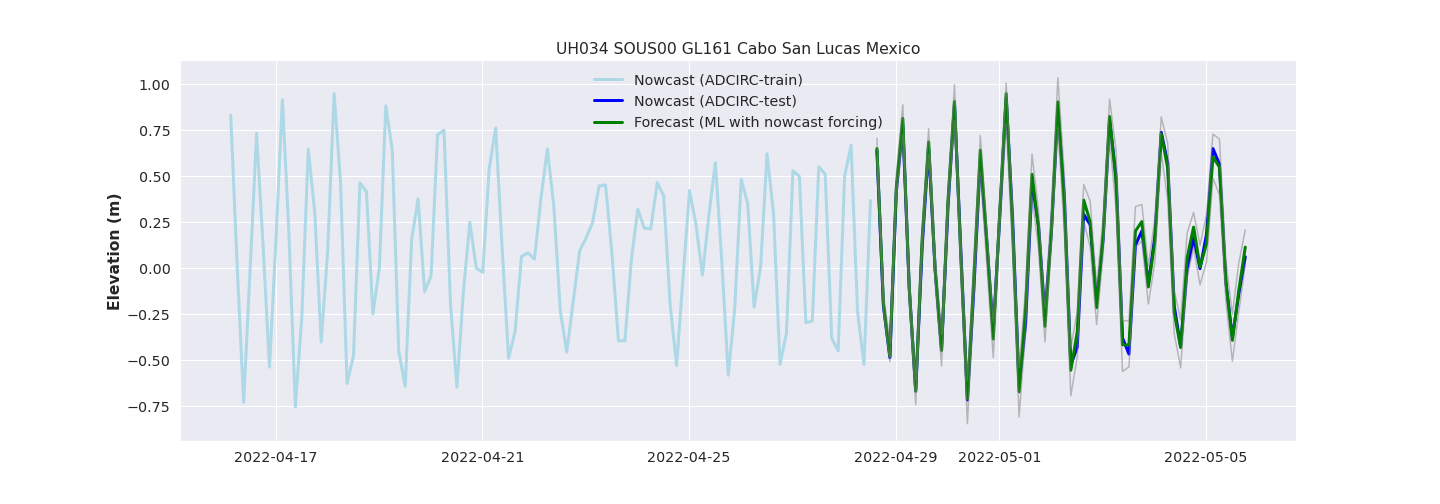 UH034 SOUS00 GL161 Cabo San Lucas Mexico
Nowcast (ADCIRC-train)
Nowcast (ADCIRC-test)
Forecast (ML with nowcast forcing)
Elevation (m)
1.00
0.75
0.50
0.25
0.00
−0.25
−0.50
−0.75
2022-04-17 2022-04-21 2022-04-25 2022-04-29 2022-05-01 2022-05-05